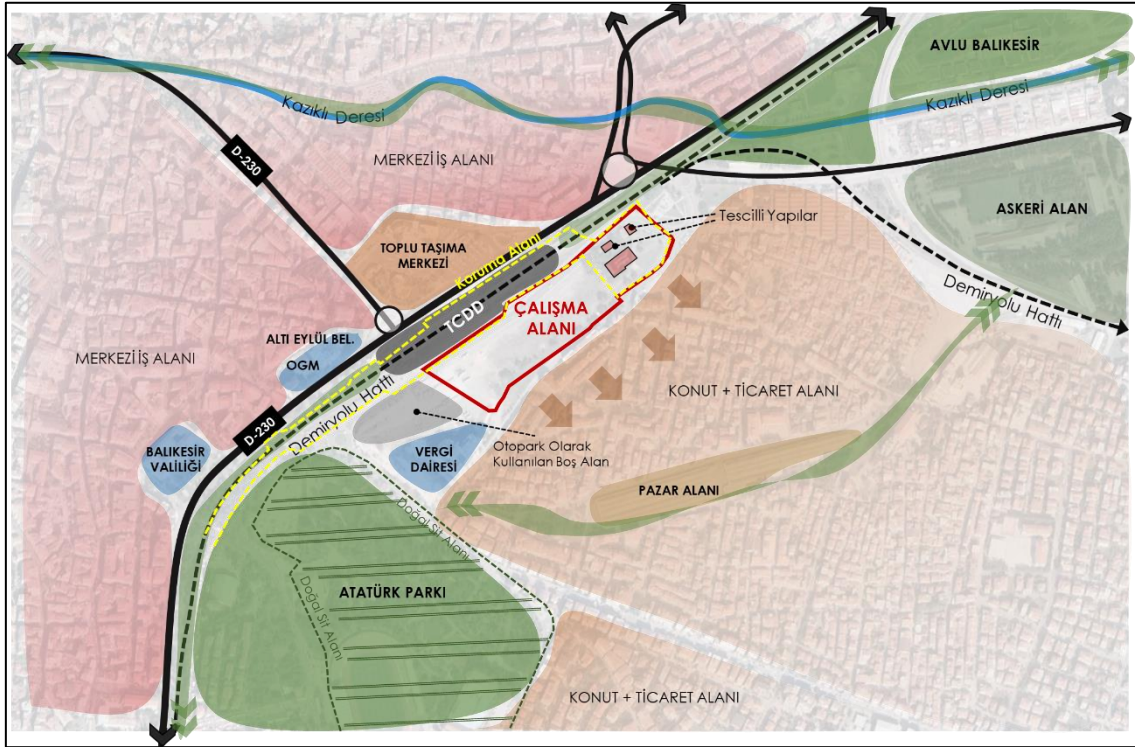 AVLU BALIKESİR
Kazıklı Deresi
Kazıklı Deresi
D-230
MERKEZİ İŞ ALANI
ASKERİ ALAN
Tescilli Yapılar
TOPLU TAŞIMA
MERKEZİ
Koruma Alanı
TCDD
ÇALIŞMA
ALANI
Demiryolu Hattı
ALTI EYLÜL BEL.
OGM
MERKEZİ İŞ ALANI
KONUT + TİCARET ALANI
D-230
Demiryolu Hattı
BALIKESİR
VALİLİĞİ
VERGİ
DAİRESİ
Otopark Olarak
Kullanılan Boş Alan
PAZAR ALANI
Doğal Sit Alanı
Doğal Sit Alanı
ATATÜRK PARKI
KONUT + TİCARET ALANI